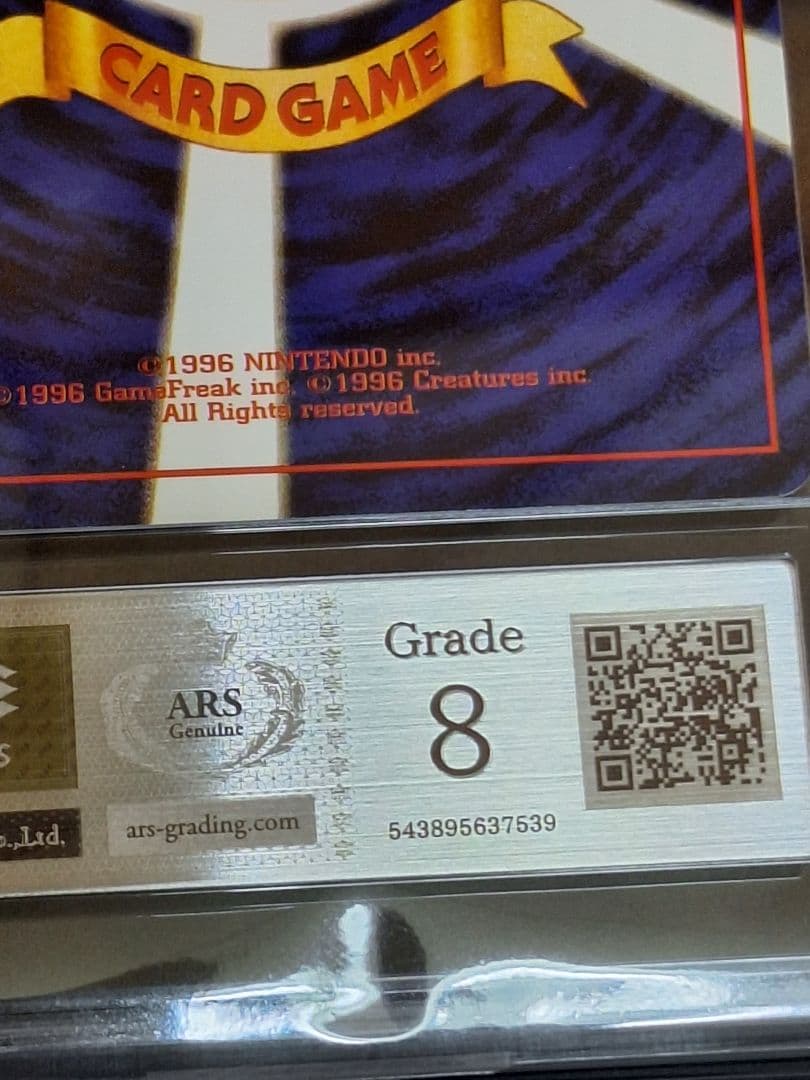 CARD GAME
©1996 NINTENDO inc.
©1996 GameFreak inc. ©1996 Creatures inc.
All Rights reserved.
Grade
8
ARS
Genuine
S
ars-grading.com
543895637539
o.,Ltd.